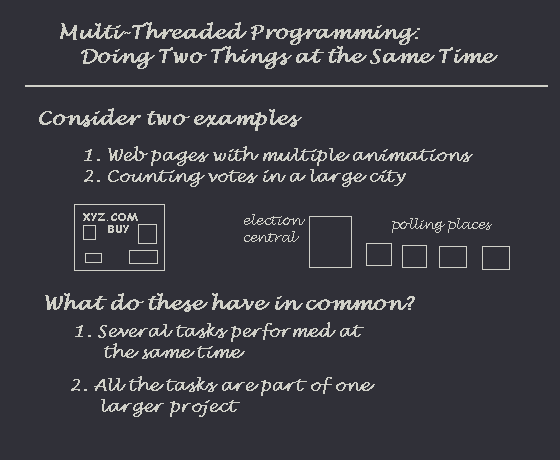 Multi-Threaded Programming:
Doing Two Things at the Same Time
Consider two examples
1. Web pages with multiple animations
2. Counting votes in a large city
XYZ.COM
BUY
election
central
polling places
What do these have in common?
1. Several tasks performed at
the same time
2. All the tasks are part of one
larger project